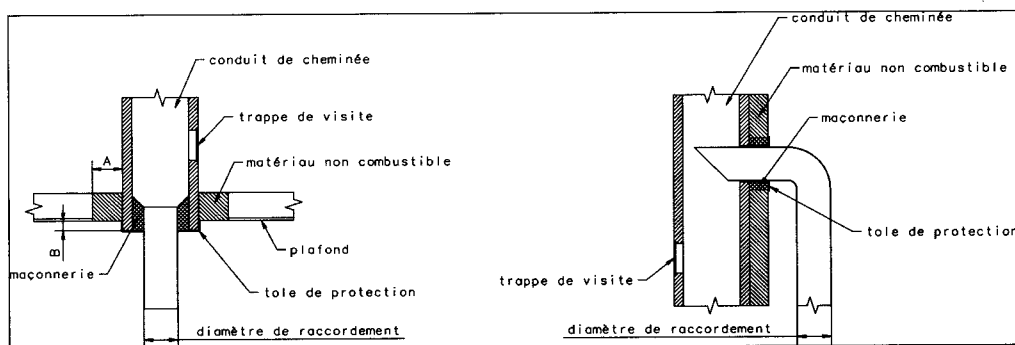 conduit de cheminée
trappe de visite
A
matériau non combustible
B
plafond
maçonnerie
tole de protection
diamètre de raccordement
conduit de cheminée
matériau non combustible
maçonnerie
tole de protection
trappe de visite
diamètre de raccordement